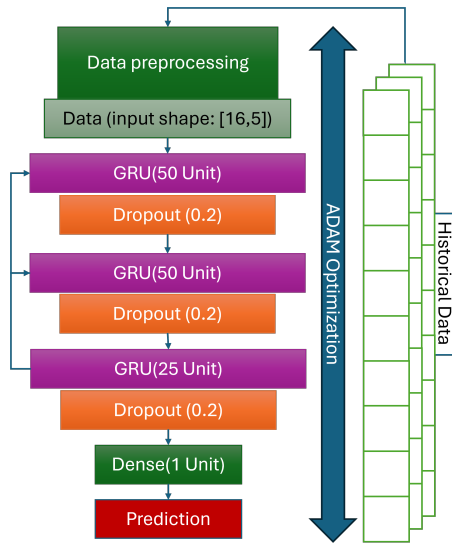 Data preprocessing
Data (input shape: [16,5])
GRU(50 Unit)
Dropout (0.2)
GRU(50 Unit)
Dropout (0.2)
GRU(25 Unit)
Dropout (0.2)
Dense(1 Unit)
Prediction
ADAM Optimization
Historical Data